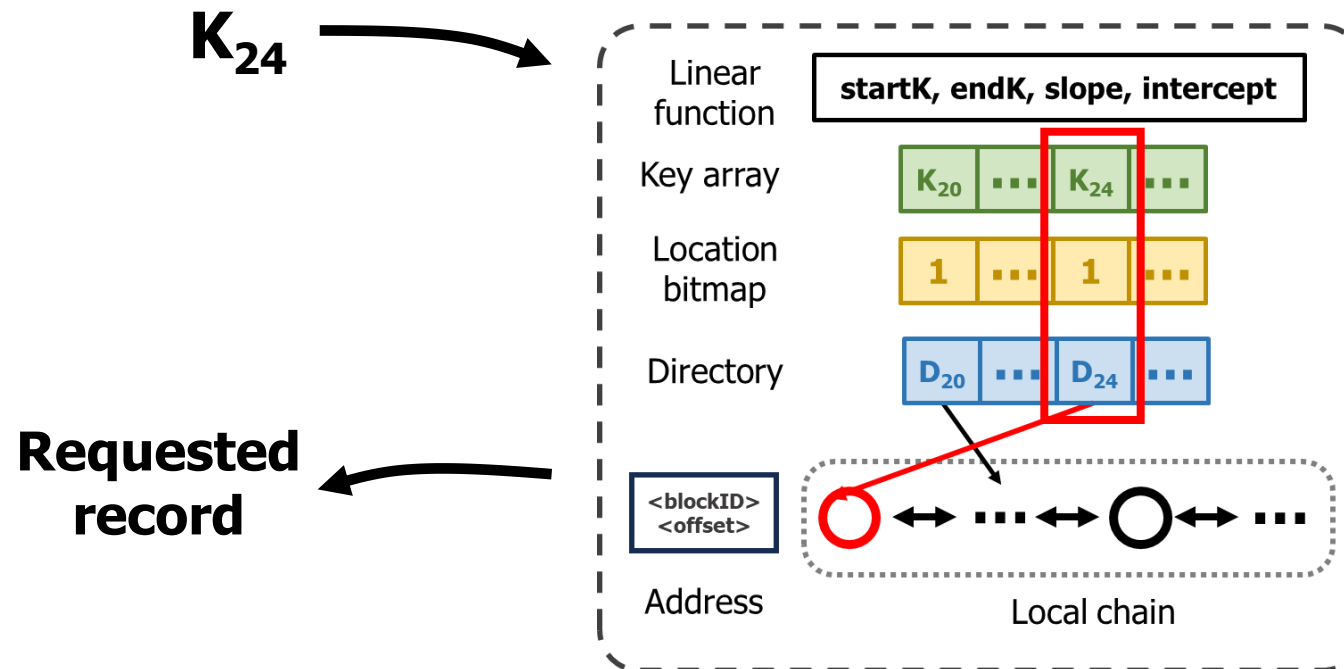 K₂₄
Linear
function
startK, endK, slope, intercept
Key array
K₂₀ ... K₂₄ ...
Location
bitmap
1 ... 1 ...
Directory
D₂₀ ... D₂₄ ...
Requested
record
<blockID>
<offset>
... ...
Address
Local chain